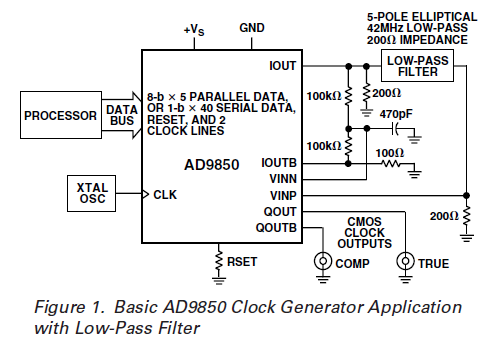 +VS
GND
5-POLE ELLIPTICAL
42MHz LOW-PASS
200Ω IMPEDANCE
IOUT
LOW-PASS
FILTER
100kΩ
200Ω
470pF
PROCESSOR
DATA
BUS
8-b × 5 PARALLEL DATA,
OR 1-b × 40 SERIAL DATA,
RESET, AND 2
CLOCK LINES
100kΩ
100Ω
AD9850
IOUTB
VINN
XTAL
OSC
CLK
VINP
QOUT
QOUTB
CMOS
CLOCK
OUTPUTS
200Ω
RSET
COMP
TRUE
Figure 1. Basic AD9850 Clock Generator Application
with Low-Pass Filter